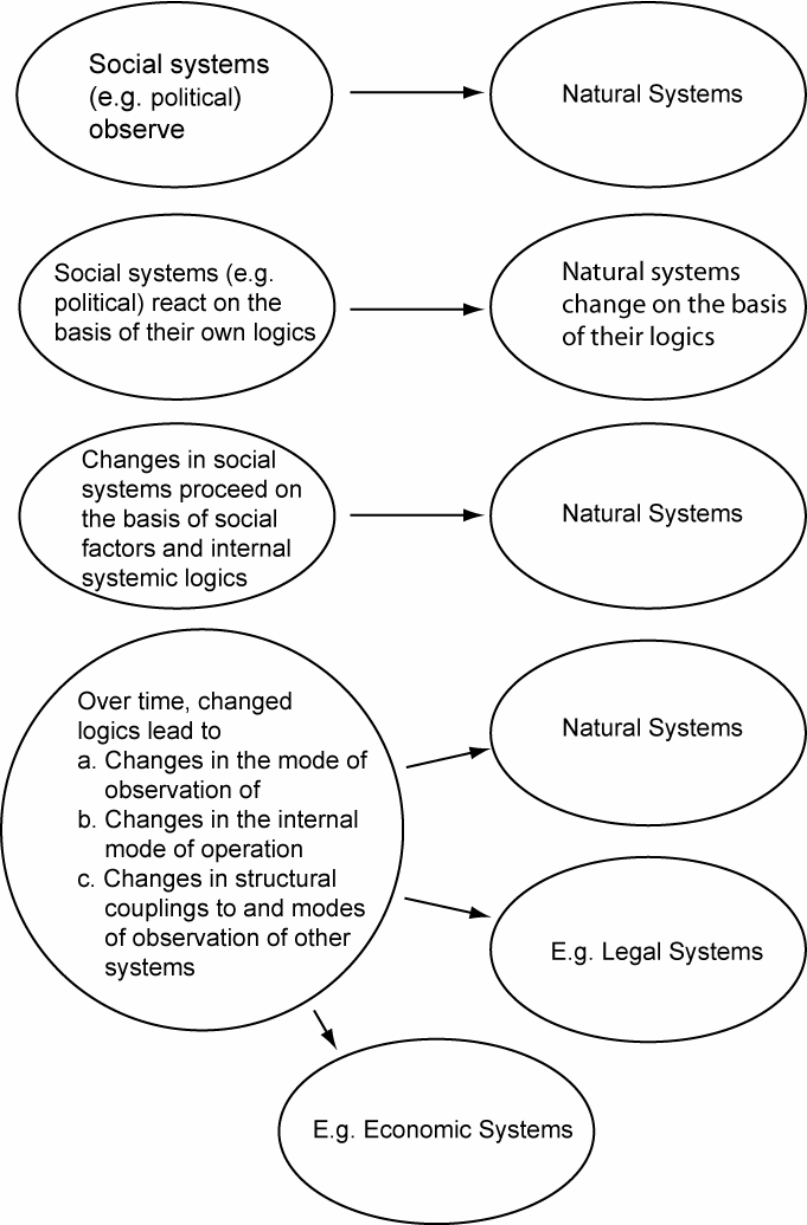 Social systems
(e.g. political)
observe
Natural Systems
Social systems (e.g.
political) react on the
basis of their own logics
Natural systems
change on the basis
of their logics
Changes in social
systems proceed on
the basis of social
factors and internal
systemic logics
Natural Systems
Over time, changed
logics lead to
a. Changes in the mode of
observation of
b. Changes in the internal
mode of operation
c. Changes in structural
couplings to and modes
of observation of other
systems
Natural Systems
E.g. Legal Systems
E.g. Economic Systems